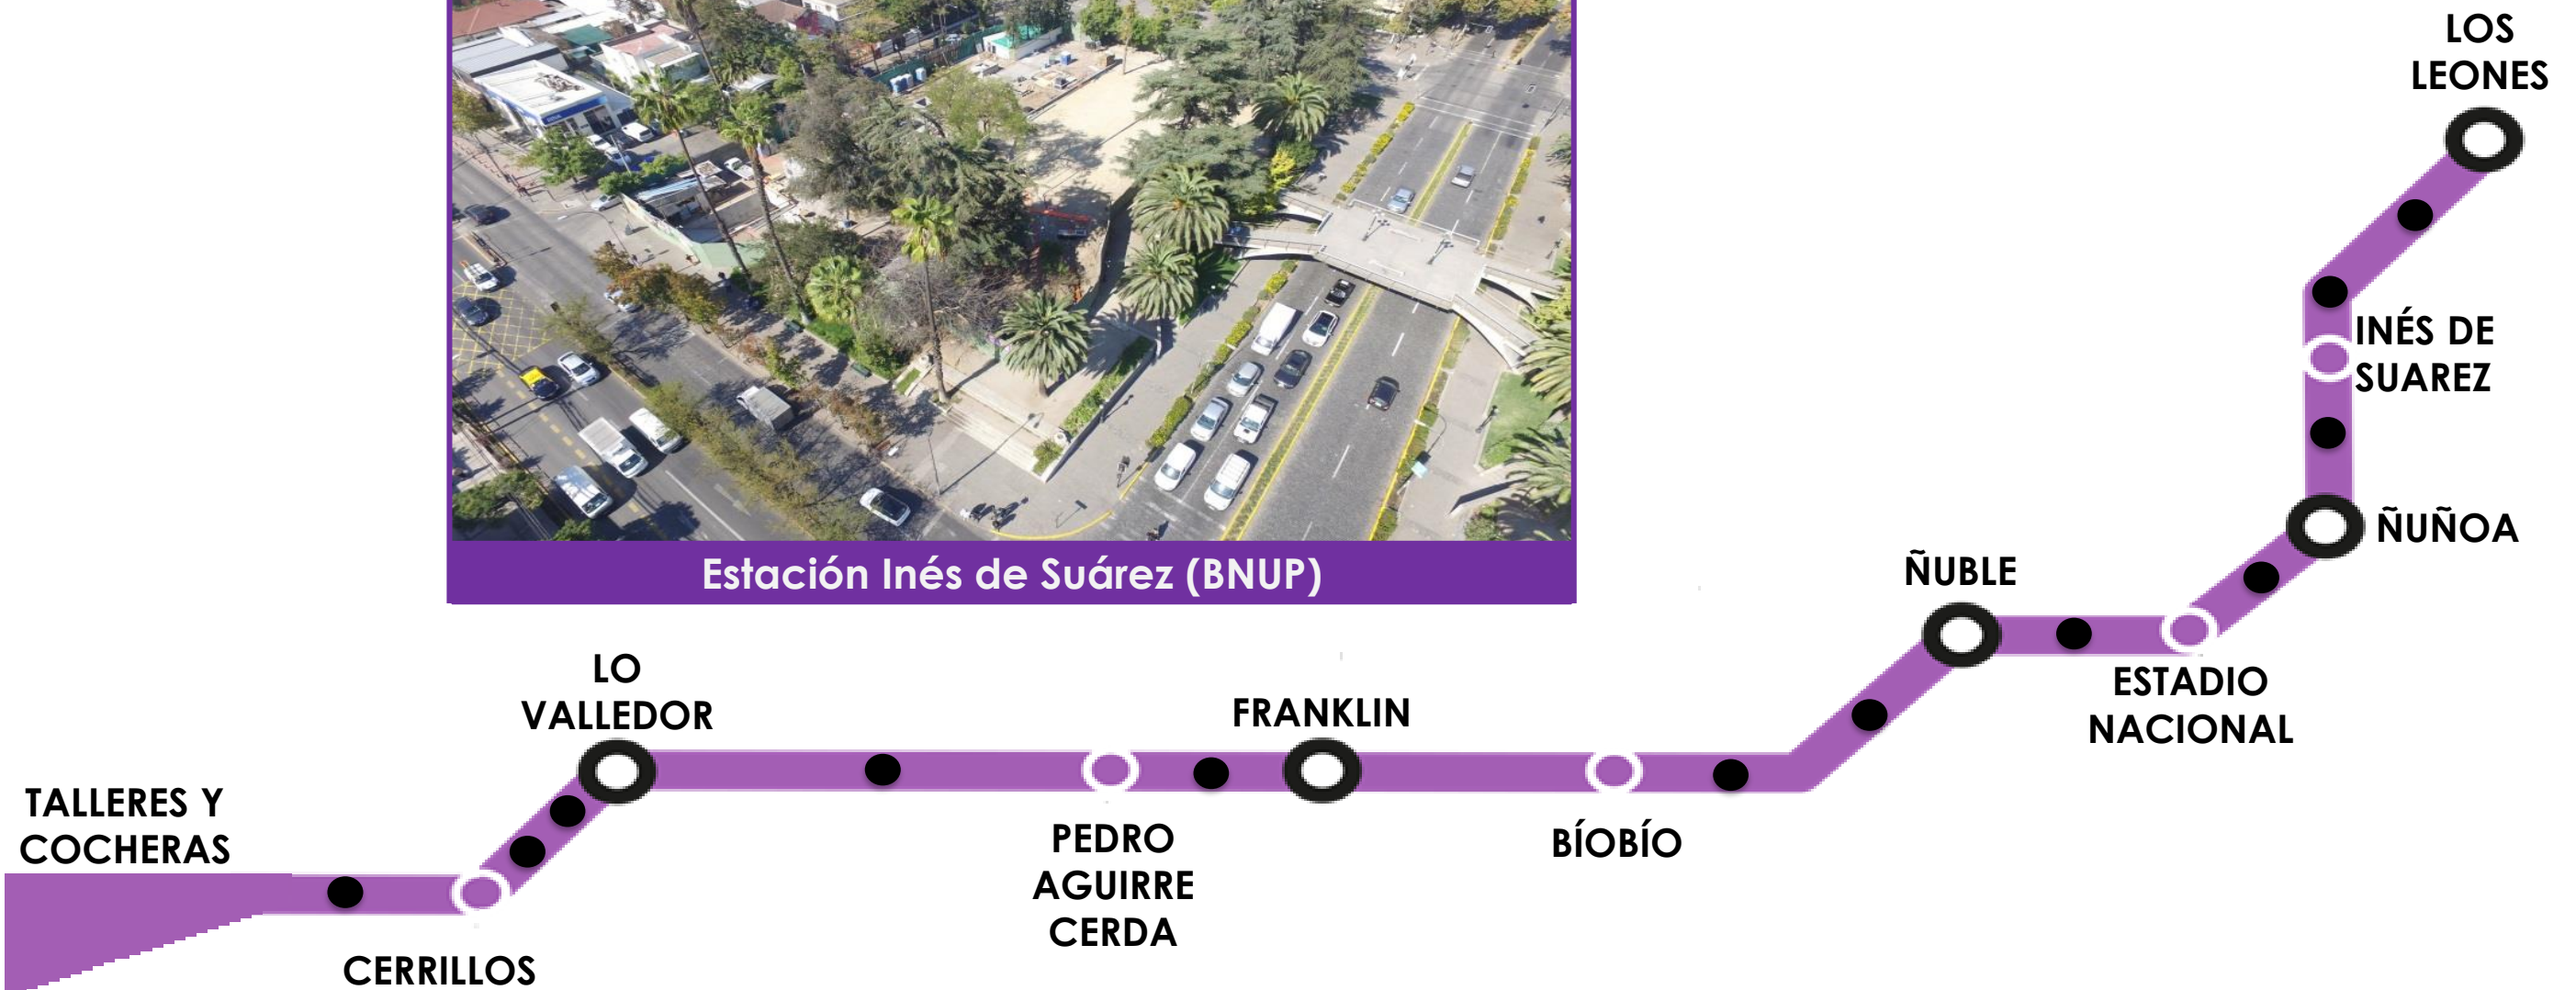 LOS
LEONES
INÉS DE
SUAREZ
ÑUÑOA
Estación Inés de Suárez (BNUP)
ÑUBLE
ESTADIO
NACIONAL
LO
VALLEDOR
FRANKLIN
TALLERES Y
COCHERAS
PEDRO
AGUIRRE
CERDA
BÍOBÍO
CERRILLOS